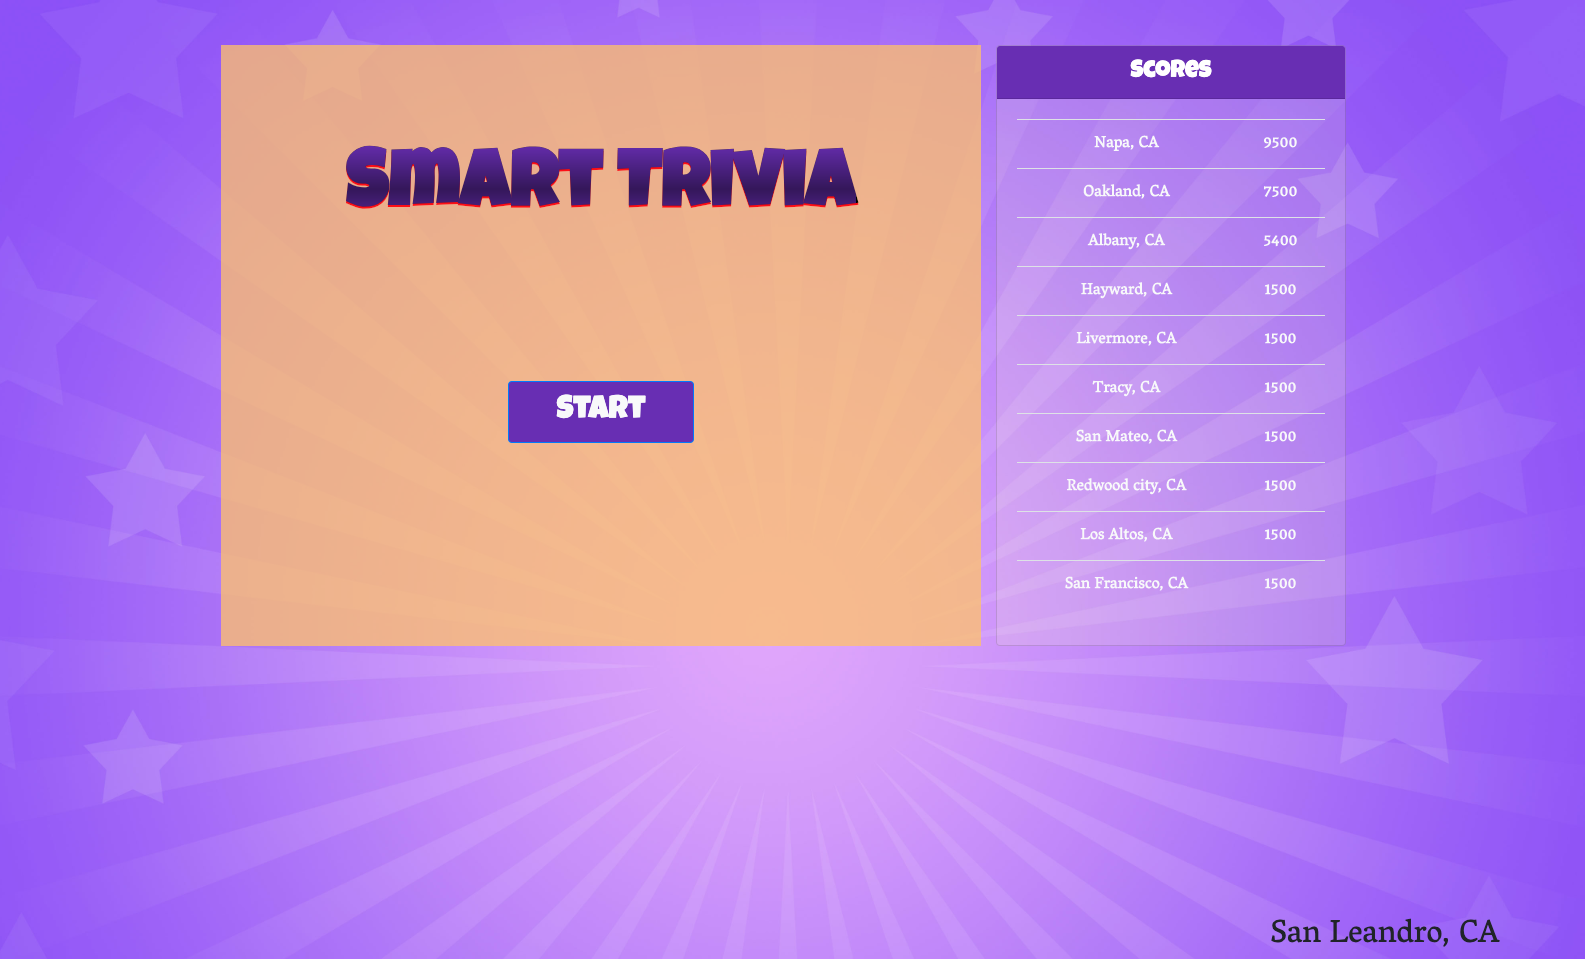 SMART TRIVIA
START
Scores
Napa, CA 9500
Oakland, CA 7500
Albany, CA 5400
Hayward, CA 1500
Livermore, CA 1500
Tracy, CA 1500
San Mateo, CA 1500
Redwood city, CA 1500
Los Altos, CA 1500
San Francisco, CA 1500
San Leandro, CA